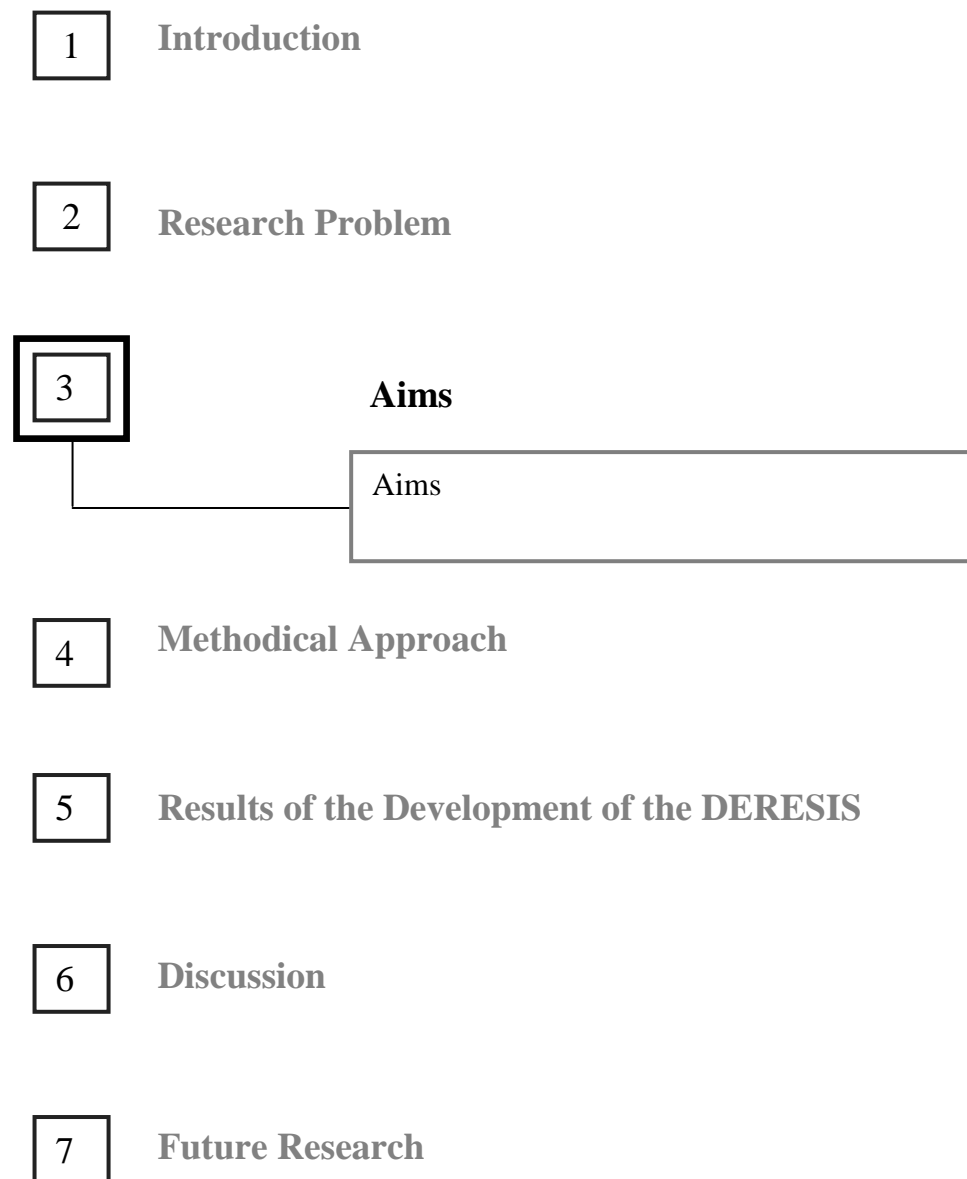 1 Introduction
2 Research Problem
3 Aims
Aims
4 Methodical Approach
5 Results of the Development of the DERESIS
6 Discussion
7 Future Research